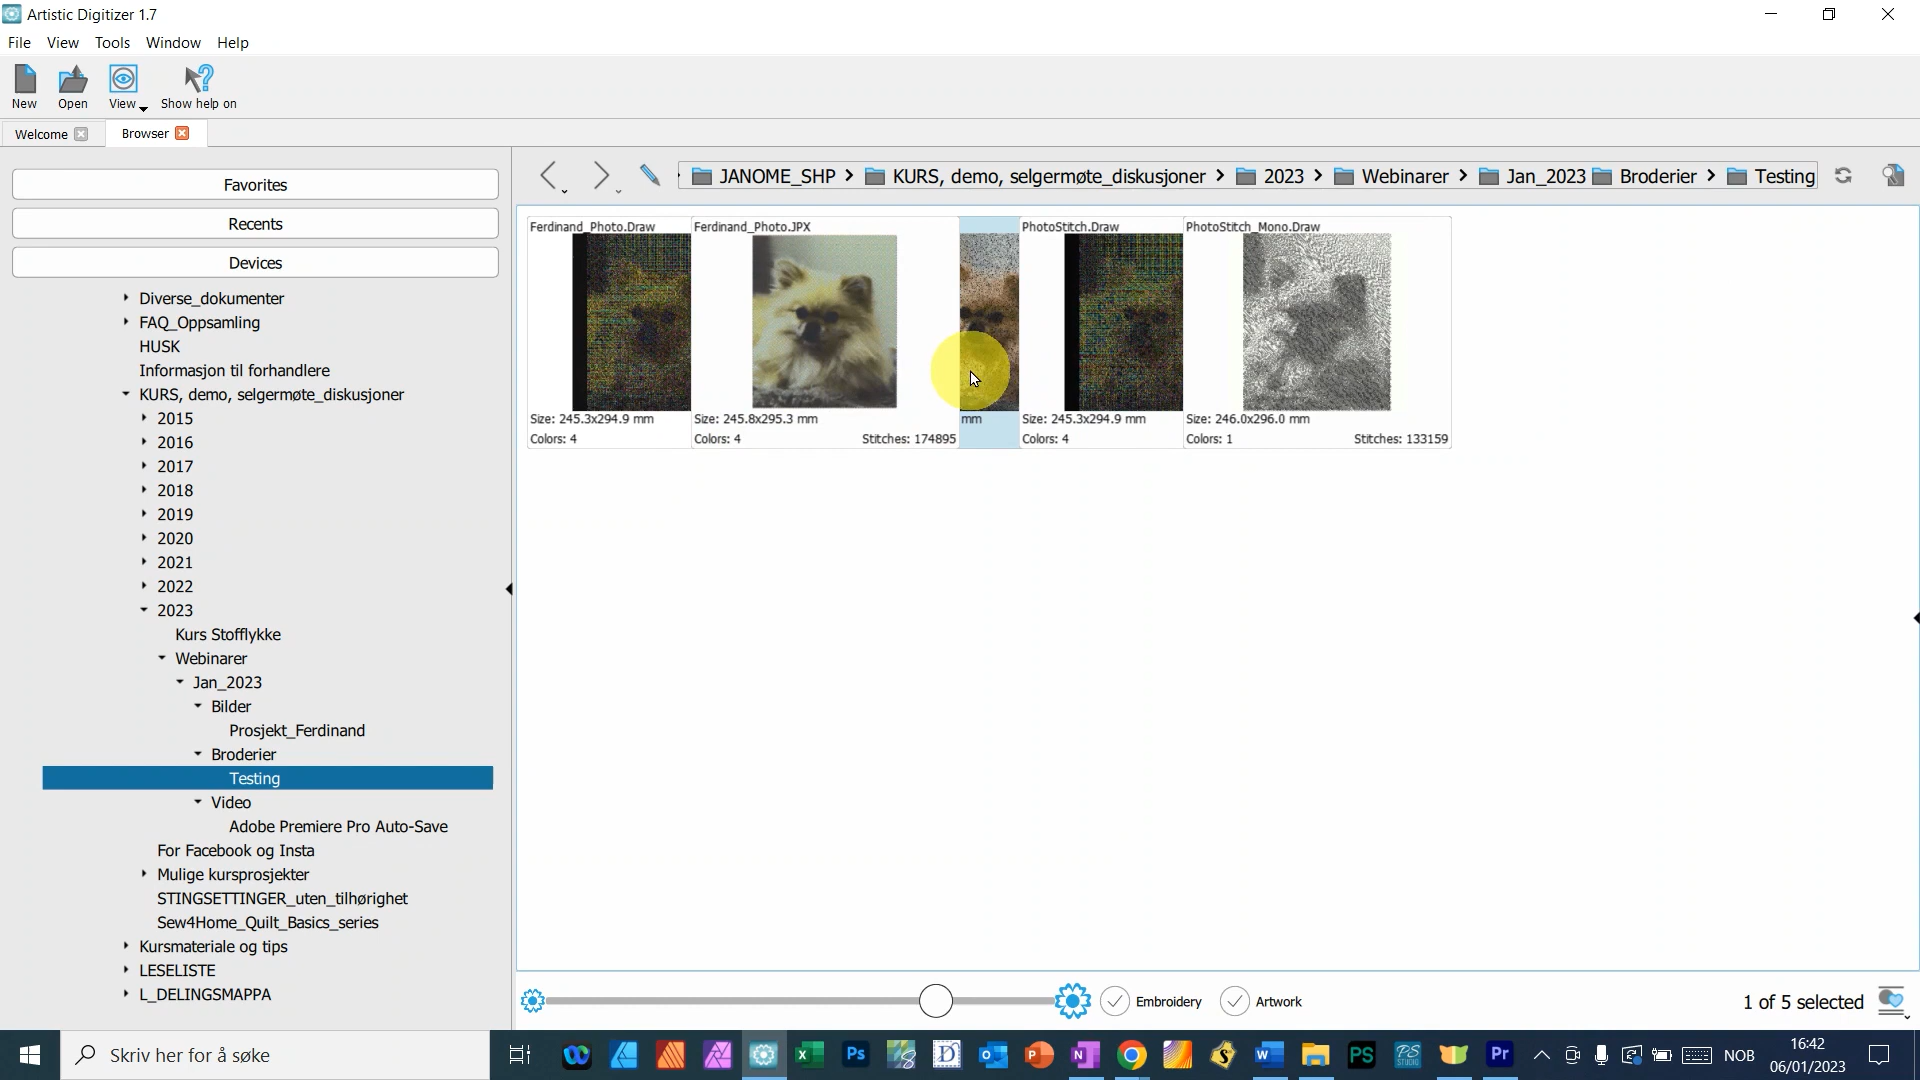 Artistic Digitizer 1.7
File View Tools Window Help
New Open View Show help on
Welcome Browser
Favorites
Recents
Devices
Diverse_dokumenter
FAQ_Oppsamling
HUSK
Informasjon til forhandlere
KURS, demo, selgermøte_diskusjoner
2015
2016
2017
2018
2019
2020
2021
2022
2023
Kurs Stofflykke
Webinarer
Jan_2023
Bilder
Prosjekt_Ferdinand
Broderier
Testing
Video
Adobe Premiere Pro Auto-Save
For Facebook og Insta
Mulige kursprosjekter
STINGSETTINGER_uten_tilhørighet
Sew4Home_Quilt_Basics_series
Kursmateriale og tips
LESELISTE
L_DELINGSMAPPA
JANOME_SHP > KURS, demo, selgermøte_diskusjoner > 2023 > Webinarer > Jan_2023 Broderier > Testing
Ferdinand_Photo.Draw Ferdinand_Photo.JPX PhotoStitch.Draw PhotoStitch_Mono.Draw
Size: 245.3x294.9 mm Size: 245.8x295.3 mm mm Size: 245.3x294.9 mm Size: 246.0x296.0 mm
Colors: 4 Colors: 4 Stitches: 174895 Colors: 4 Colors: 1 Stitches: 133159
Embroidery Artwork 1 of 5 selected
Skriv her for å søke
Ps
D
PS
PS STUDIO
Pr
NOB
16:42
06/01/2023